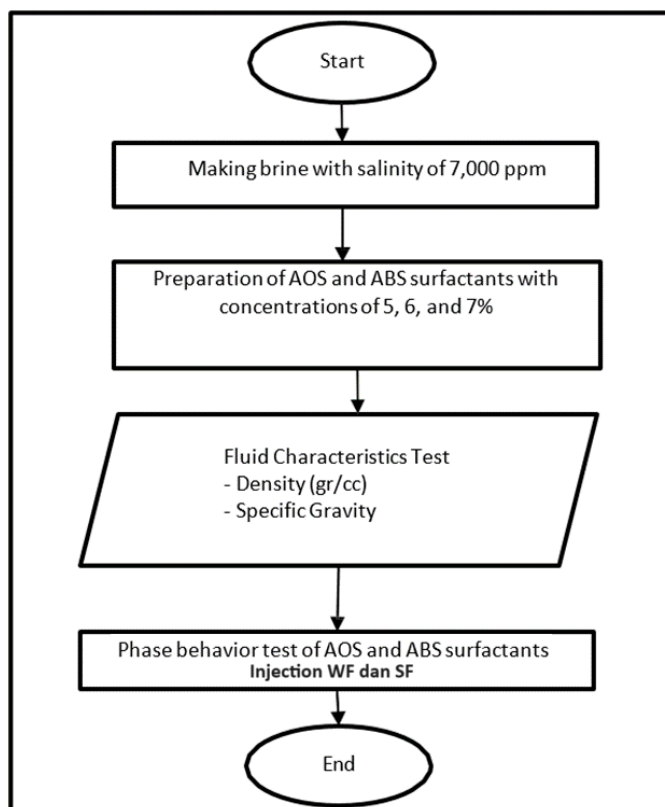 Start
Making brine with salinity of 7,000 ppm
Preparation of AOS and ABS surfactants with
concentrations of 5, 6, and 7%
Fluid Characteristics Test
- Density (gr/cc)
- Specific Gravity
Phase behavior test of AOS and ABS surfactants
Injection WF dan SF
End